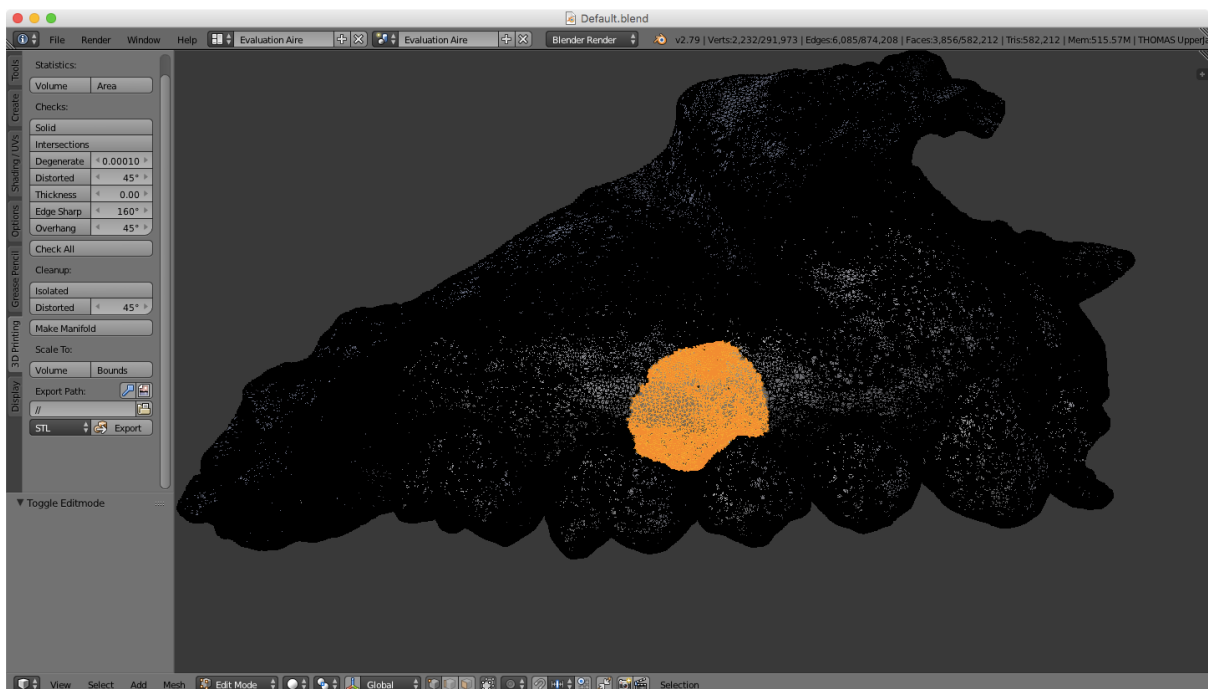 Default.blend
File Render Window Help Evaluation Aire Evaluation Aire Blender Render v2.79 | Verts:2,232/291,973 | Edges:6,085/874,208 | Faces:3,856/582,212 | Tris:582,212 | Mem:515.57M | THOMAS UpperJa
Tools
Create
Shading / UVs
Options
Grease Pencil
3D Printing
Display
Statistics:
Volume Area
Checks:
Solid
Intersections
Degenerate 0.00010
Distorted 45°
Thickness 0.00
Edge Sharp 160°
Overhang 45°
Check All
Cleanup:
Isolated
Distorted 45°
Make Manifold
Scale To:
Volume Bounds
Export Path:
//
STL Export
Toggle Editmode
View Select Add Mesh Edit Mode Global Selection